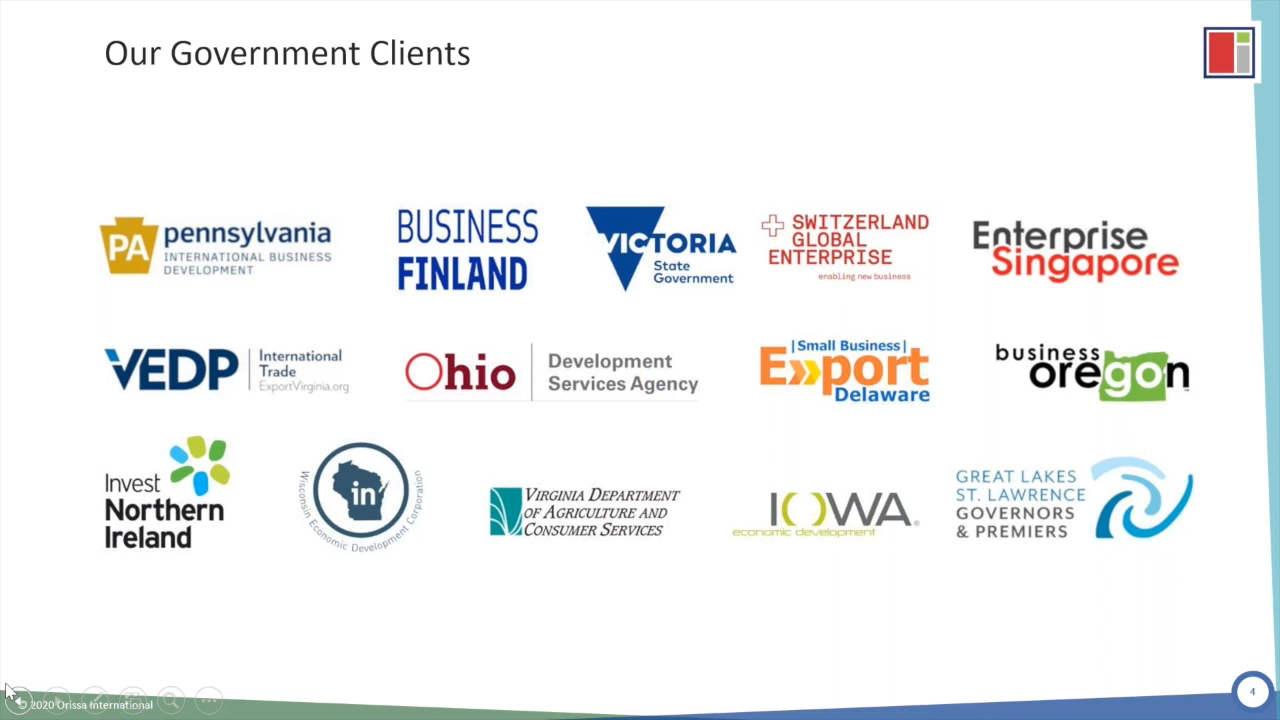 Our Government Clients
PA
pennsylvania
INTERNATIONAL BUSINESS
DEVELOPMENT
BUSINESS
FINLAND
VICTORIA
State
Government
SWITZERLAND
GLOBAL
ENTERPRISE
enabling new business
Enterprise
Singapore
VEDP
International
Trade
ExportVirginia.org
Ohio
Development
Services Agency
|Small Business|
Export
Delaware
business
oregon
Invest
Northern
Ireland
in
Wisconsin Economic Development Corporation
VIRGINIA DEPARTMENT
OF AGRICULTURE AND
CONSUMER SERVICES
IOWA®
economic development
GREAT LAKES
ST. LAWRENCE
GOVERNORS
& PREMIERS
© 2020 Orissa International
4